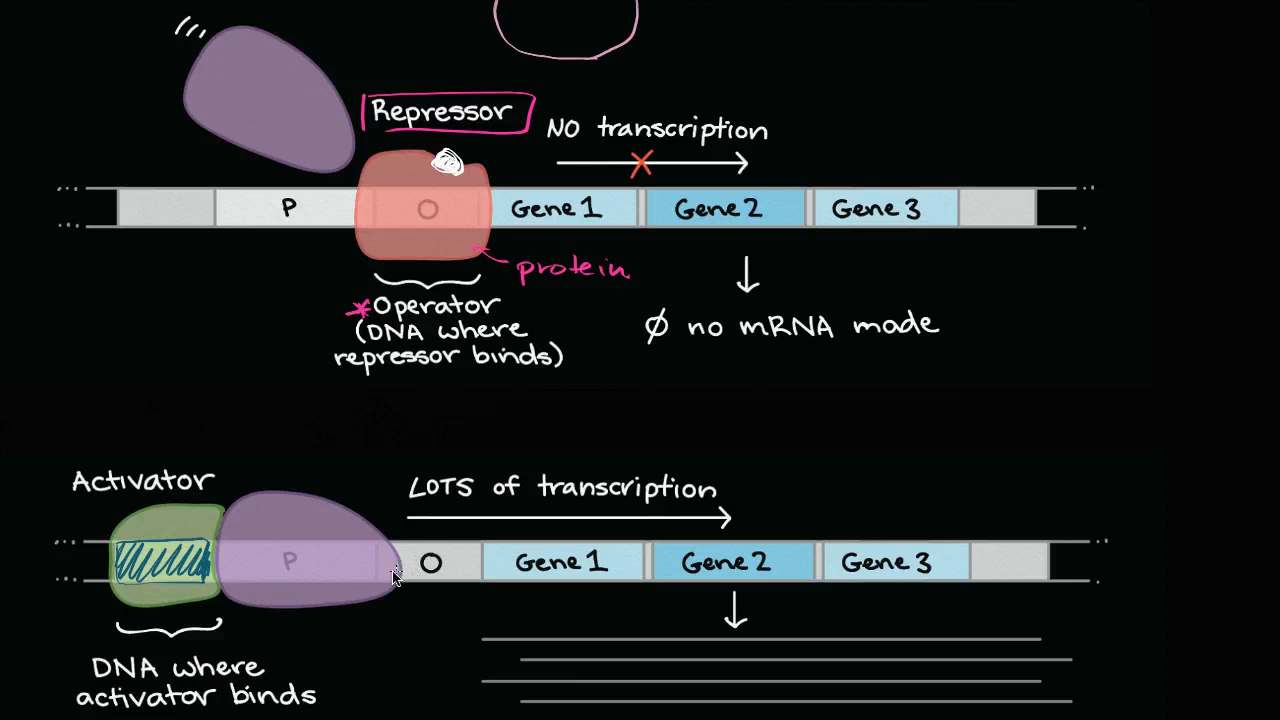 Repressor
NO transcription
P
O
Gene 1
Gene 2
Gene 3
protein
*Operator
(DNA where
repressor binds)
Ø no mRNA made
Activator
LOTS of transcription
P
O
Gene 1
Gene 2
Gene 3
DNA where
activator binds